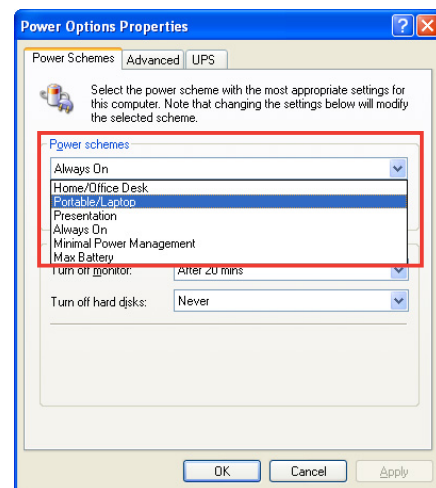 Power Options Properties
Power Schemes Advanced UPS
Select the power scheme with the most appropriate settings for
this computer. Note that changing the settings below will modify
the selected scheme.
Power schemes
Always On
Home/Office Desk
Portable/Laptop
Presentation
Always On
Minimal Power Management
Max Battery
Turn off monitor: After 20 mins
Turn off hard disks: Never
OK Cancel Apply